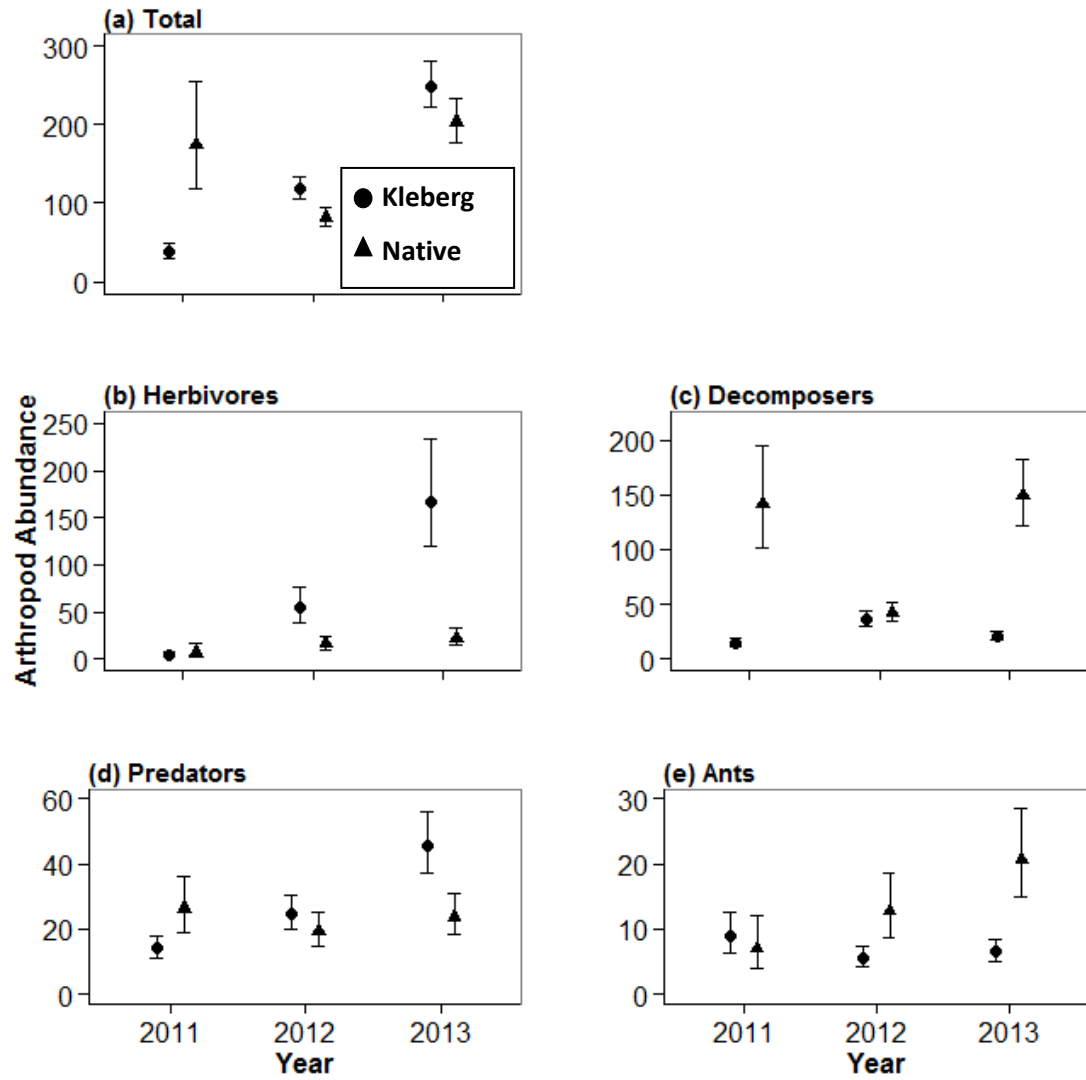 (a) Total
300
200
100
0
Kleberg
Native
Arthropod Abundance
(b) Herbivores
250
200
150
100
50
0
(c) Decomposers
200
150
100
50
0
(d) Predators
60
40
20
0
2011 2012 2013
Year
(e) Ants
30
20
10
0
2011 2012 2013
Year